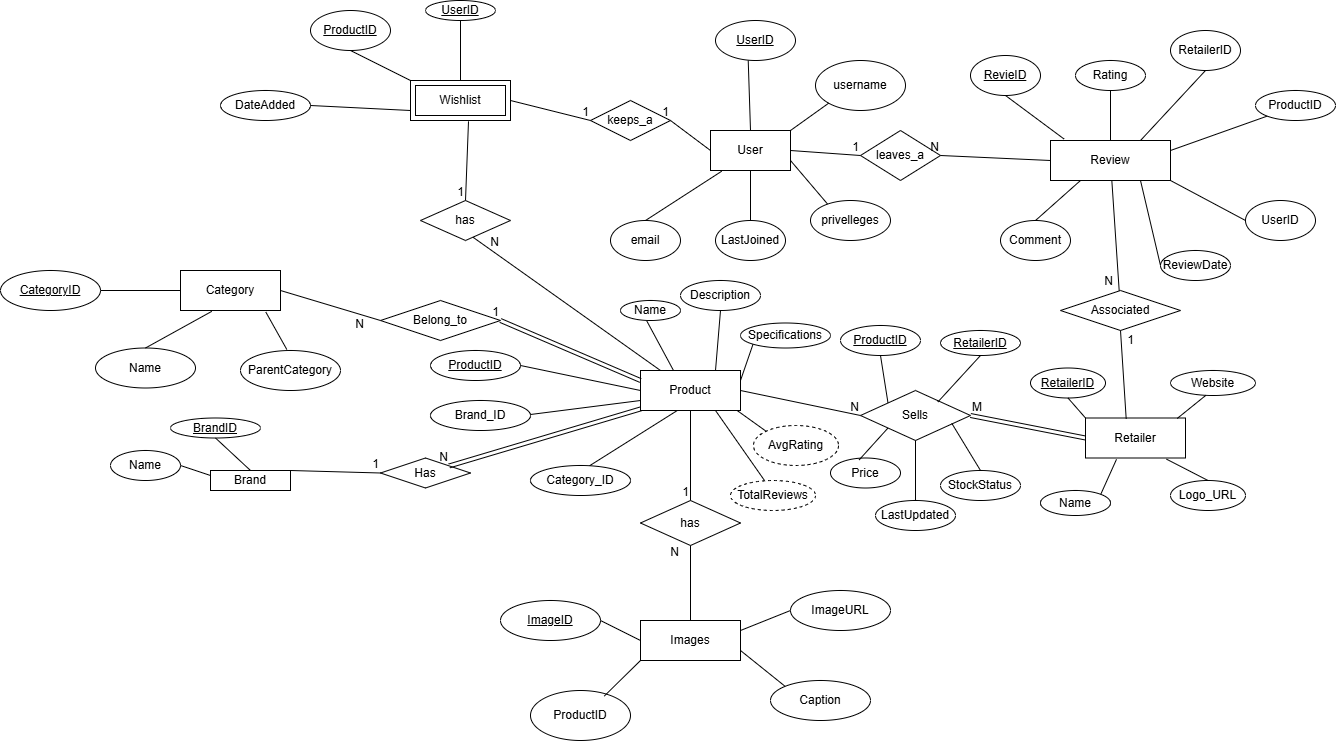 UserID
ProductID
UserID
RetailerID
RevieID
Rating
username
Wishlist
DateAdded
ProductID
1
keeps_a
1
User
1
leaves_a
N
Review
1
has
N
email
LastJoined
privelleges
Comment
ReviewDate
UserID
CategoryID
Category
N
Belong_to
1
Name
Description
Specifications
N
Associated
1
Name
ParentCategory
ProductID
ProductID
RetailerID
Product
RetailerID
Website
Brand_ID
N
Sells
M
BrandID
AvgRating
Retailer
Name
Brand
1
Has
N
Category_ID
TotalReviews
Price
LastUpdated
StockStatus
Name
Logo_URL
1
has
N
ImageID
Images
ImageURL
ProductID
Caption